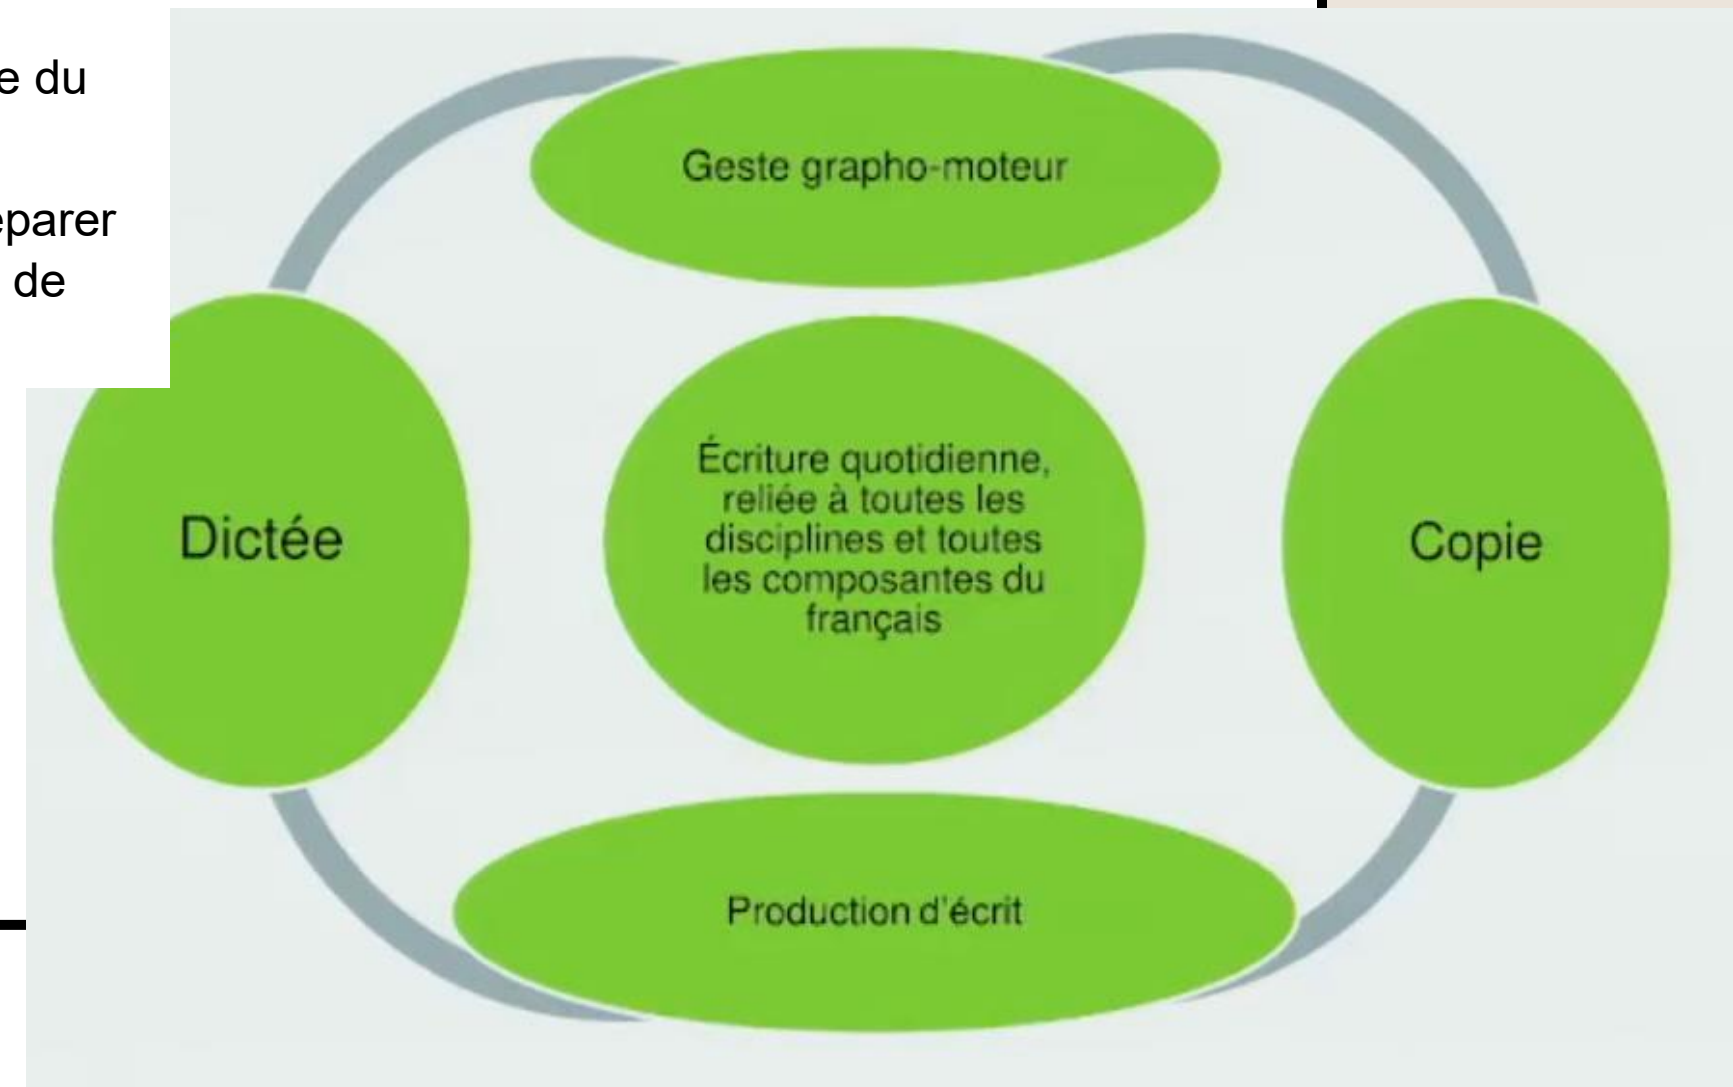 e du
éparer
de
Geste grapho-moteur
Dictée
Écriture quotidienne,
reliée à toutes les
disciplines et toutes
les composantes du
français
Copie
Production d'écrit